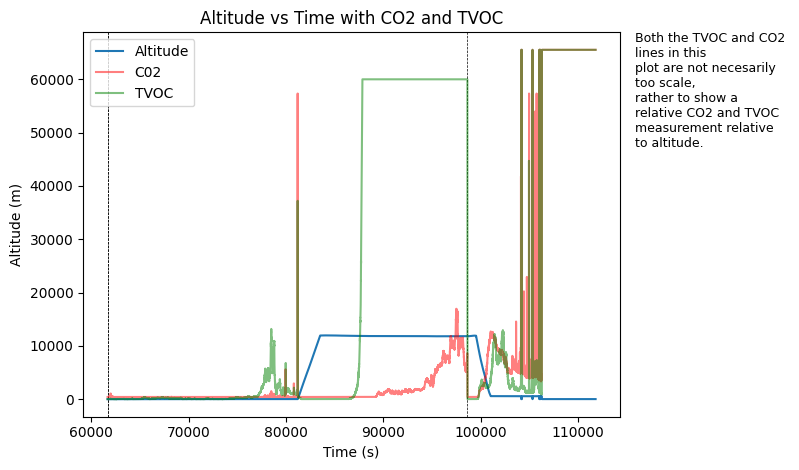 Altitude vs Time with CO2 and TVOC
Altitude
C02
TVOC
Both the TVOC and CO2
lines in this
plot are not necesarily
too scale,
rather to show a
relative CO2 and TVOC
measurement relative
to altitude.
Altitude (m)
60000
50000
40000
30000
20000
10000
0
60000 70000 80000 90000 100000 110000
Time (s)